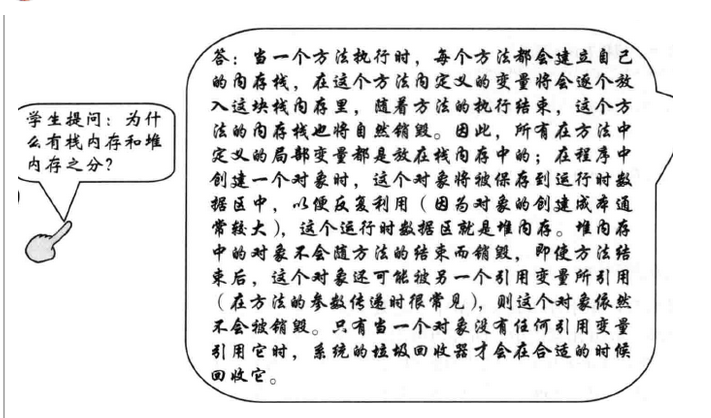 学生提问：为什
么有栈内存和堆
内存之分？
答：当一个方法执行时，每个方法都会建立自己
的内存栈，在这个方法内定义的变量将会逐个放
入这块栈内存里，随着方法的执行结束，这个方
法的内存栈也将自然销毁。因此，所有在方法中
定义的局部变量都是放在栈内存中的；在程序中
创建一个对象时，这个对象将被保存到运行时数
据区中，以便反复利用（因为对象的创建成本通
常较大），这个运行时数据区就是堆内存。堆内存
中的对象不会随方法的结束而销毁，即使方法结
束后，这个对象还可能被另一个引用变量所引用
（在方法的参数传递时很常见），则这个对象依然
不会被销毁。只有当一个对象没有任何引用变量
引用它时，系统的垃圾回收器才会在合适的时候
回收它。